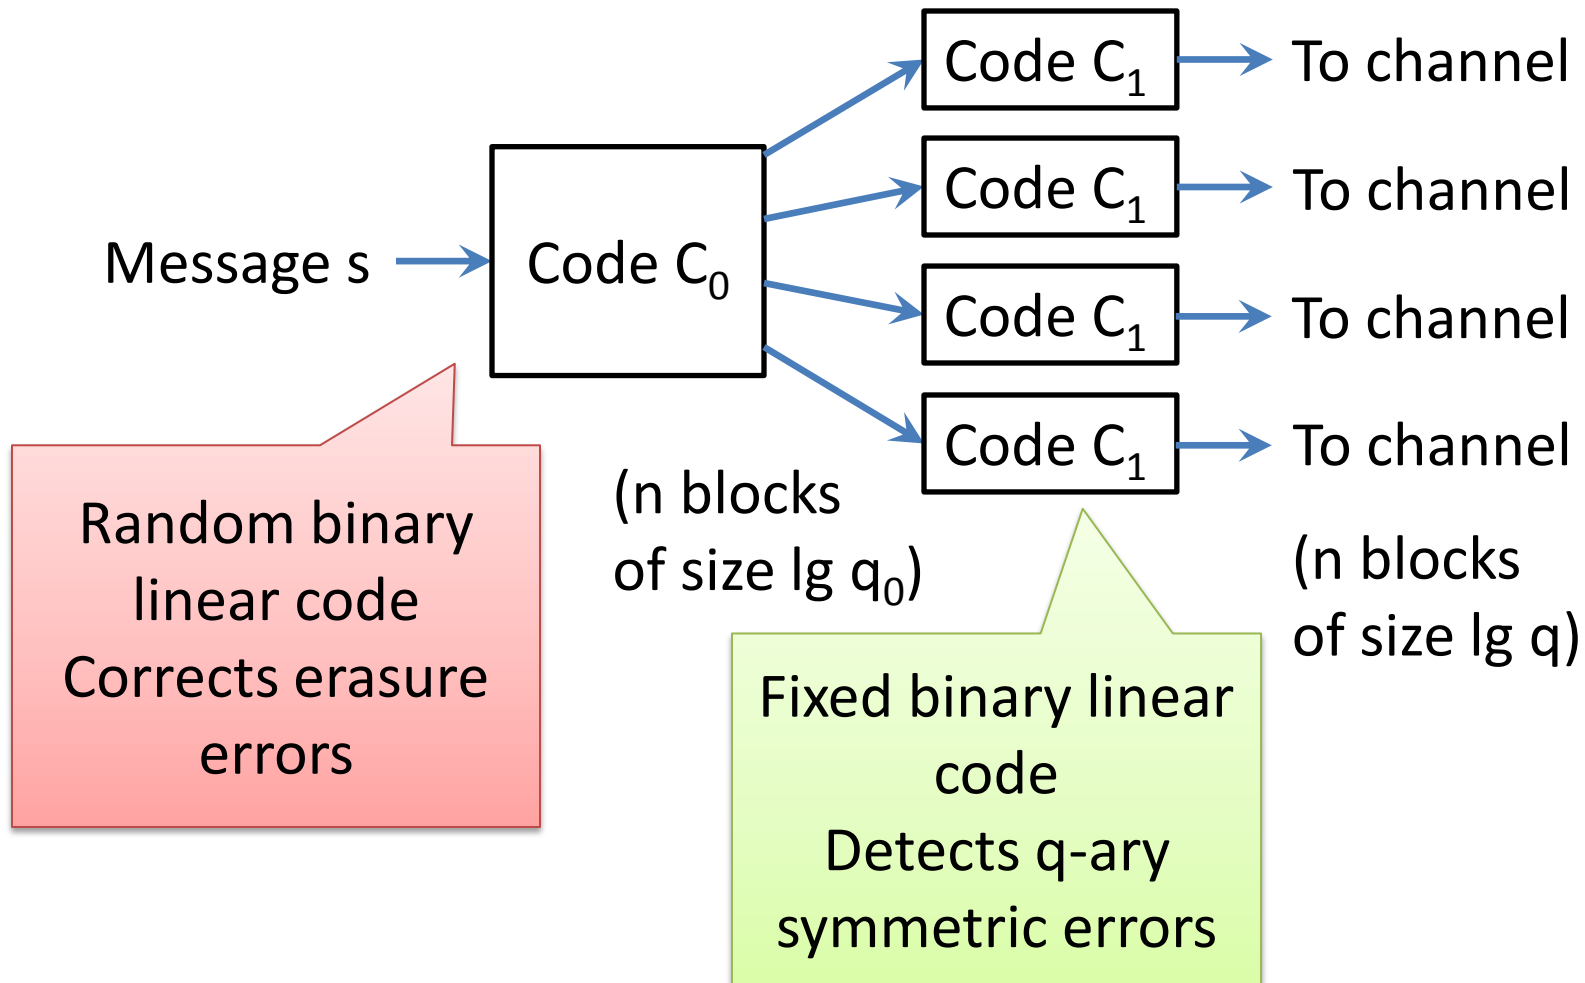 Message s
Code C₀
Code C₁
To channel
Code C₁
To channel
Code C₁
To channel
Code C₁
To channel
(n blocks
of size lg q₀)
(n blocks
of size lg q)
Random binary
linear code
Corrects erasure
errors
Fixed binary linear
code
Detects q-ary
symmetric errors